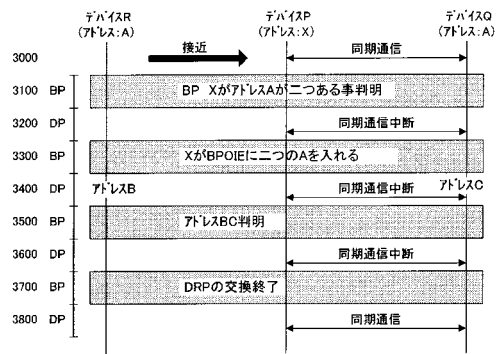 デバイスR
(アドレス:A)
デバイスP
(アドレス:X)
デバイスQ
(アドレス:A)
3000
接近
同期通信
3100 BP
BP XがアドレスAが二つある事判明
3200 DP
同期通信中断
3300 BP
XがBPOIEに二つのAを入れる
3400 DP
アドレスB
同期通信中断
アドレスC
3500 BP
アドレスBC判明
3600 DP
同期通信中断
3700 BP
DRPの交換終了
3800 DP
同期通信